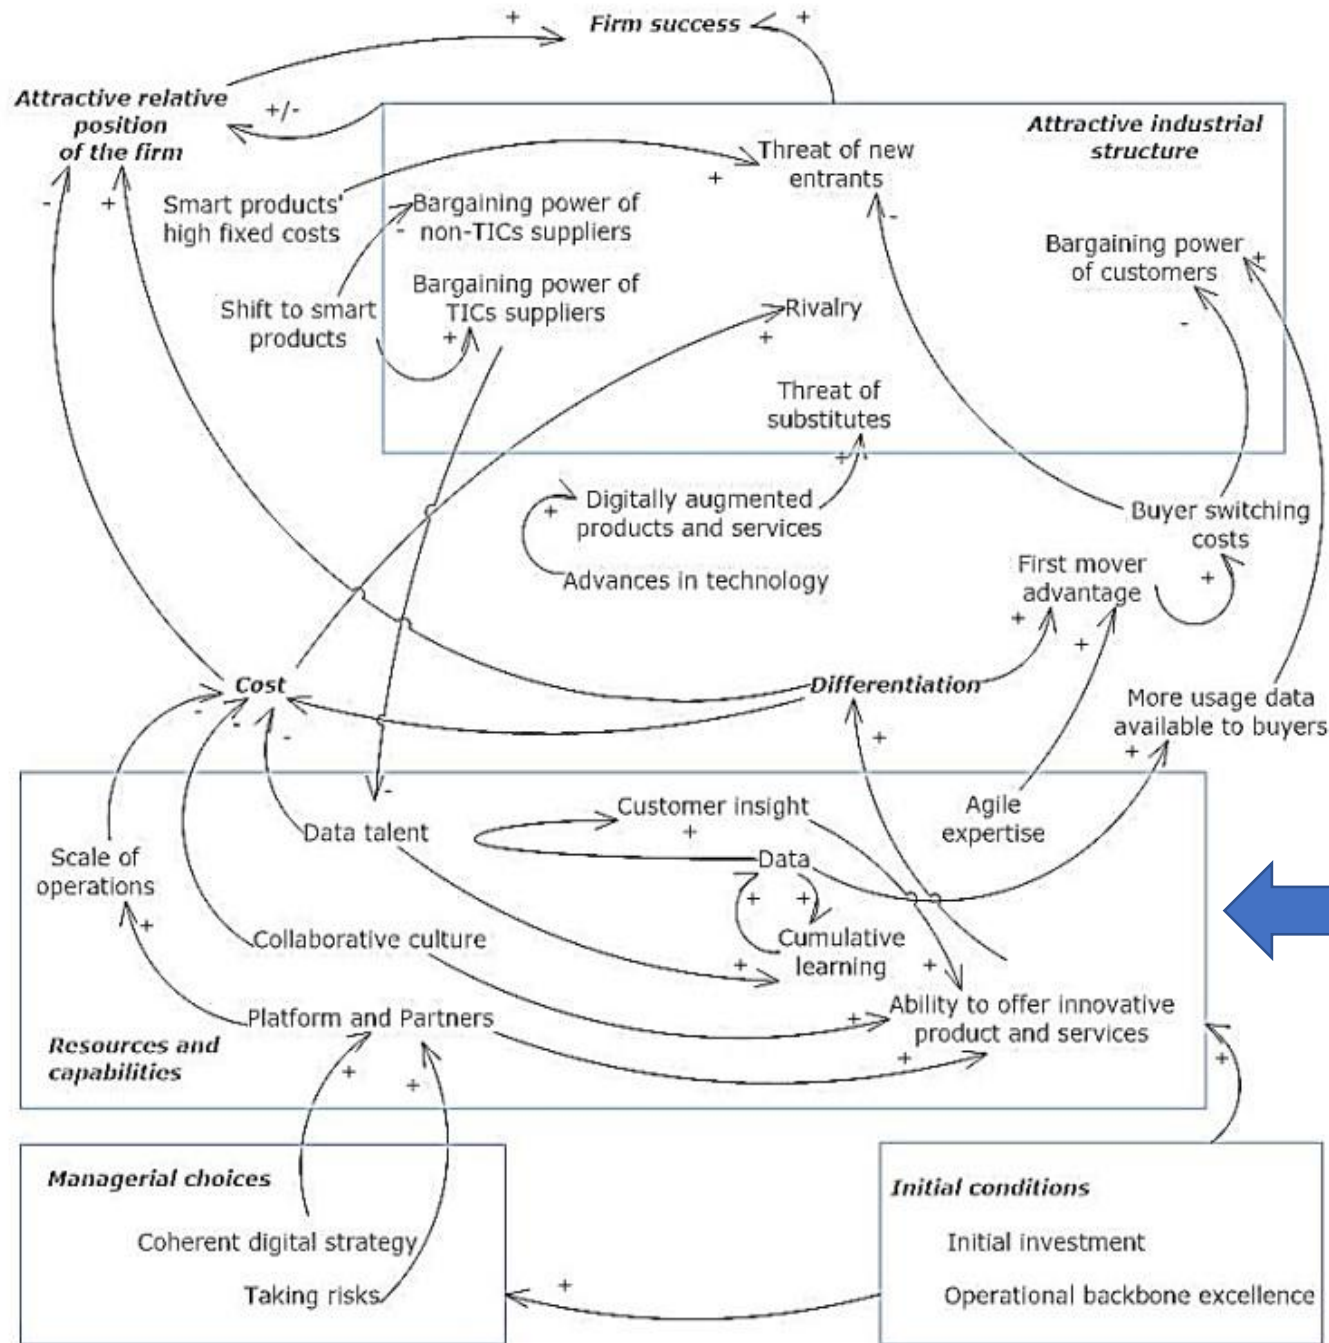 +
Firm success
+
Attractive relative
position
of the firm
+/-
Attractive industrial
structure
Threat of new
entrants
+
-
+
Smart products'
high fixed costs
Bargaining power of
non-TICs suppliers
-
-
Bargaining power
of customers
+
Bargaining power of
TICs suppliers
Shift to smart
products
+
Rivalry
+
-
Threat of
substitutes
+
Digitally augmented
products and services
+
Buyer switching
costs
Advances in technology
First mover
advantage
+
+
+
Cost
Differentiation
More usage data
available to buyers
-
-
-
+
+
-
Customer insight
+
Agile
expertise
Data talent
Scale of
operations
Data
+
+
+
Collaborative culture
Cumulative
learning
+
+
Platform and Partners
Ability to offer innovative
product and services
+
+
Resources and
capabilities
+
+
+
Managerial choices
Initial conditions
Coherent digital strategy
Initial investment
Taking risks
+
Operational backbone excellence